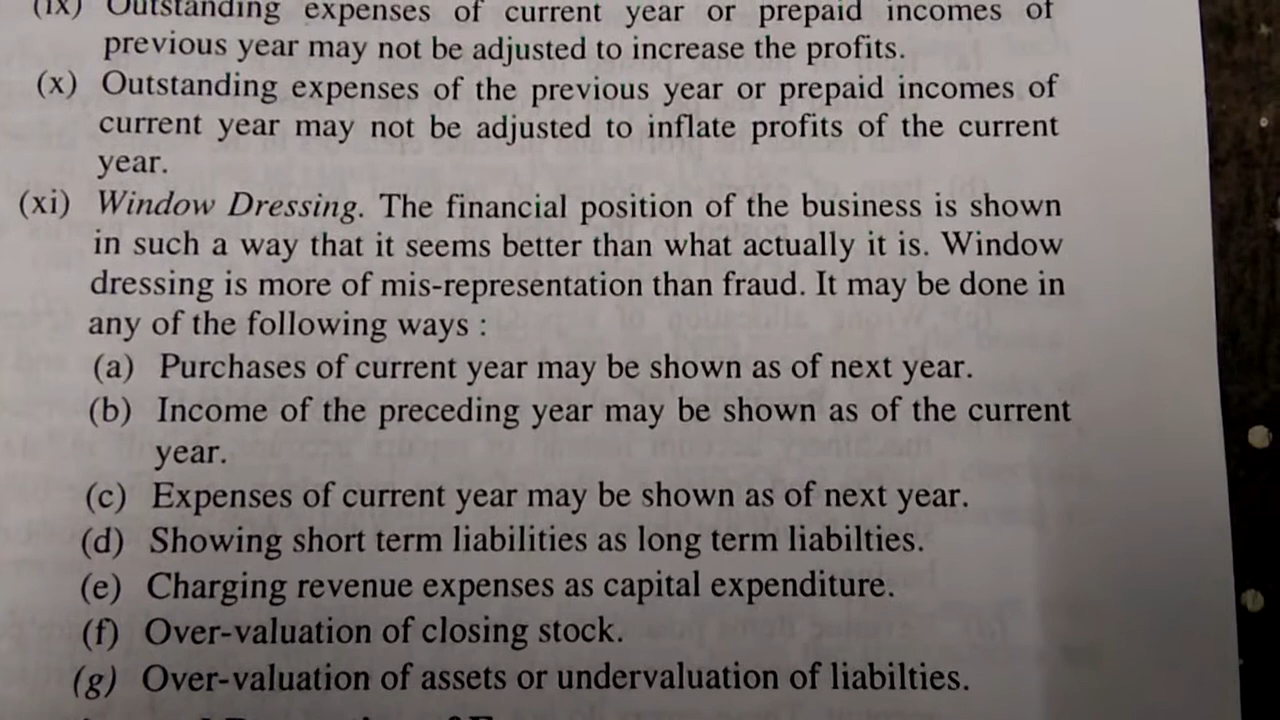 (ix) Outstanding expenses of current year or prepaid incomes of
previous year may not be adjusted to increase the profits.
(x) Outstanding expenses of the previous year or prepaid incomes of
current year may not be adjusted to inflate profits of the current
year.
(xi) Window Dressing. The financial position of the business is shown
in such a way that it seems better than what actually it is. Window
dressing is more of mis-representation than fraud. It may be done in
any of the following ways :
(a) Purchases of current year may be shown as of next year.
(b) Income of the preceding year may be shown as of the current
year.
(c) Expenses of current year may be shown as of next year.
(d) Showing short term liabilities as long term liabilties.
(e) Charging revenue expenses as capital expenditure.
(f) Over-valuation of closing stock.
(g) Over-valuation of assets or undervaluation of liabilties.